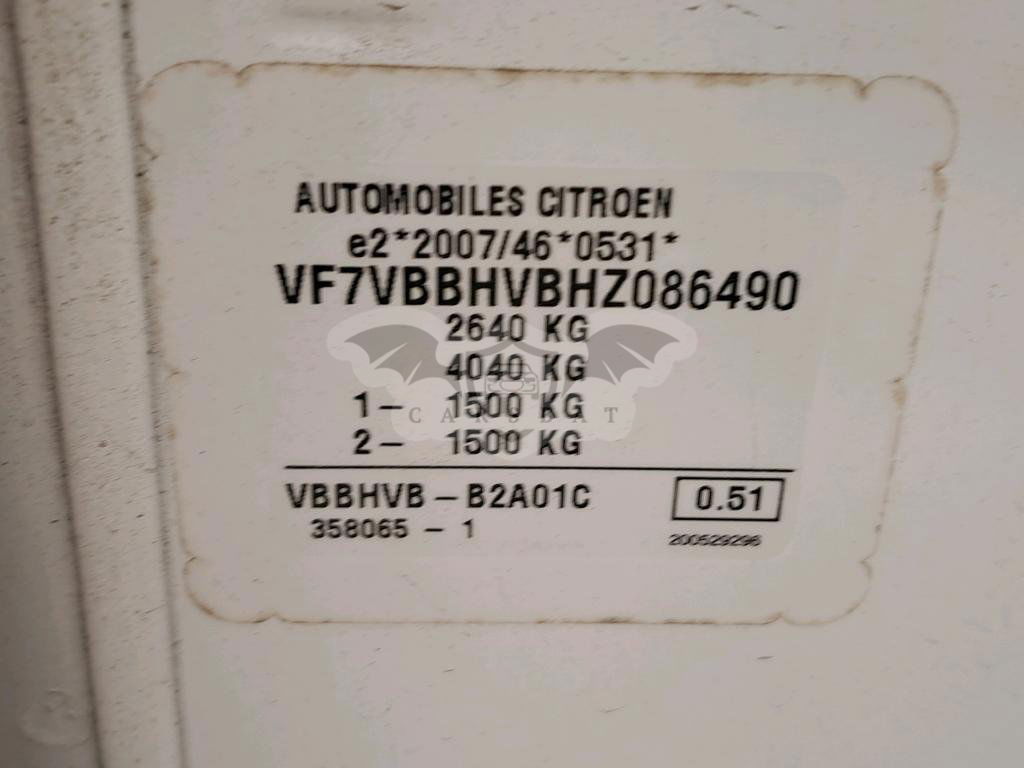 AUTOMOBILES CITROEN
e2*2007/46*0531*
VF7VBBHVBHZ086490
2640 KG
4040 KG
1- 1500 KG
2- 1500 KG
CARSBAT
VBBHVB-B2A01C 0.51
358065-1 200529296